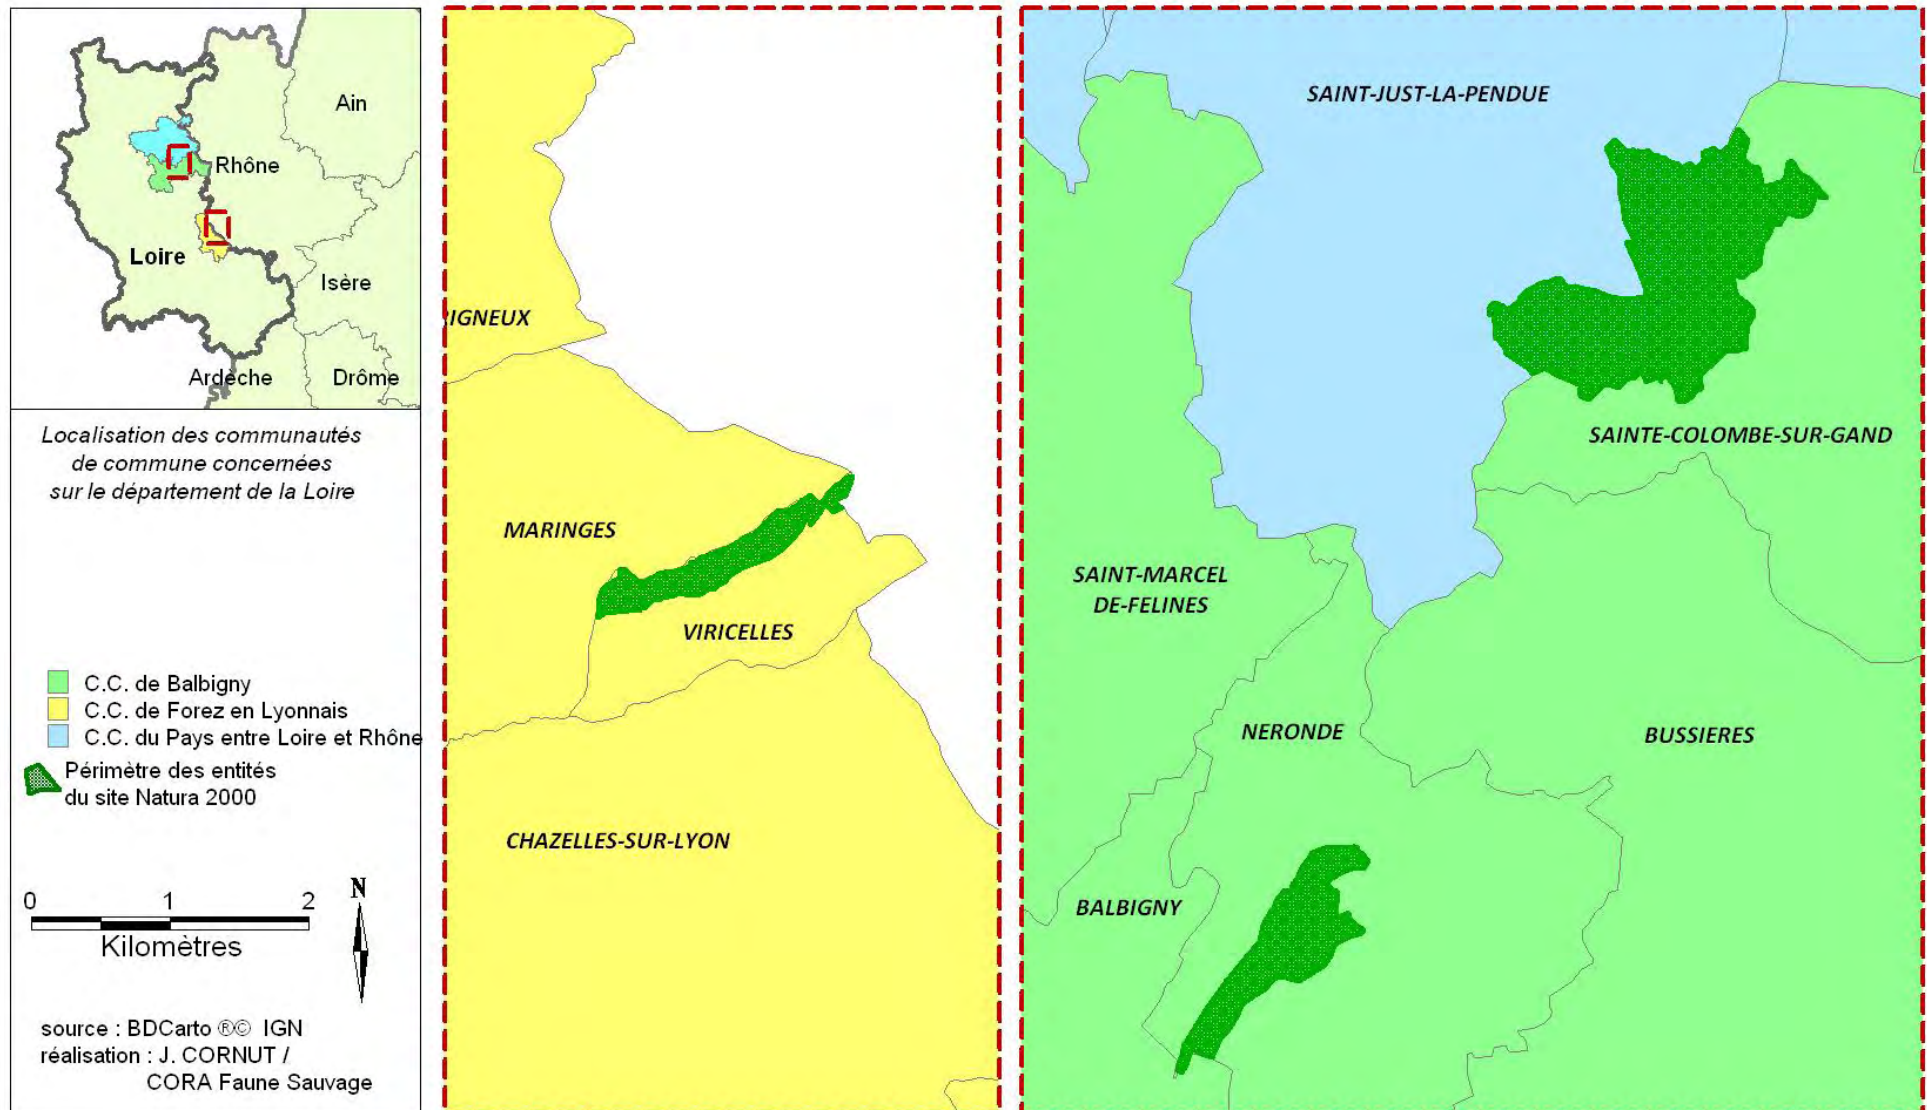 Ain
Rhône
Loire
Isère
Ardèche
Drôme
Localisation des communautés
de commune concernées
sur le département de la Loire
C.C. de Balbigny
C.C. de Forez en Lyonnais
C.C. du Pays entre Loire et Rhône
Périmètre des entités
du site Natura 2000
0 1 2
Kilomètres
N
source : BDCarto ®© IGN
réalisation : J. CORNUT /
CORA Faune Sauvage
IGNEUX
MARINGES
VIRICELLES
CHAZELLES-SUR-LYON
SAINT-JUST-LA-PENDUE
SAINTE-COLOMBE-SUR-GAND
SAINT-MARCEL
DE-FELINES
NERONDE
BUSSIERES
BALBIGNY